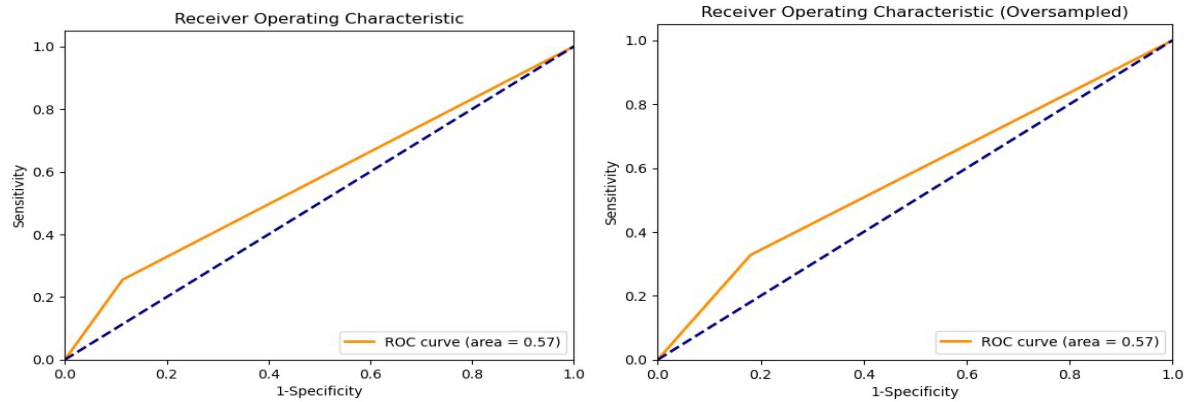 Receiver Operating Characteristic
1.0
0.8
0.6
0.4
0.2
0.0
Sensitivity
0.0 0.2 0.4 0.6 0.8 1.0
1-Specificity
ROC curve (area = 0.57)
Receiver Operating Characteristic (Oversampled)
1.0
0.8
0.6
0.4
0.2
0.0
Sensitivity
0.0 0.2 0.4 0.6 0.8 1.0
1-Specificity
ROC curve (area = 0.57)